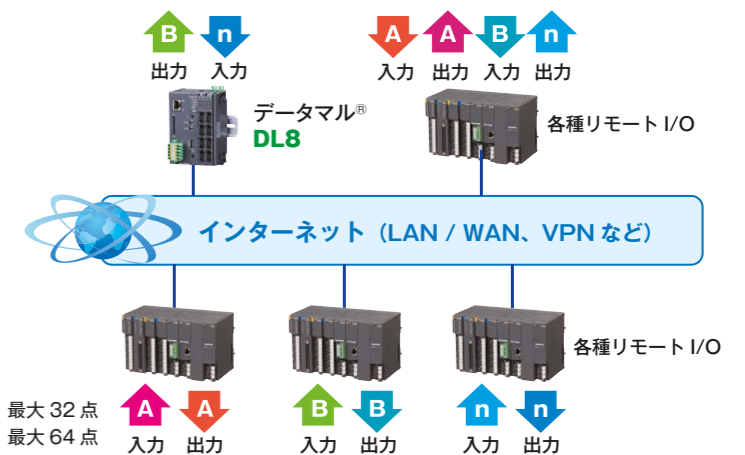 B n A A B n
出力 入力 入力 出力 入力 出力
データマル®
DL8
各種リモート I/O
インターネット（LAN / WAN、VPN など）
各種リモート I/O
最大 32 点
最大 64 点
A A B B n n
入力 出力 入力 出力 入力 出力